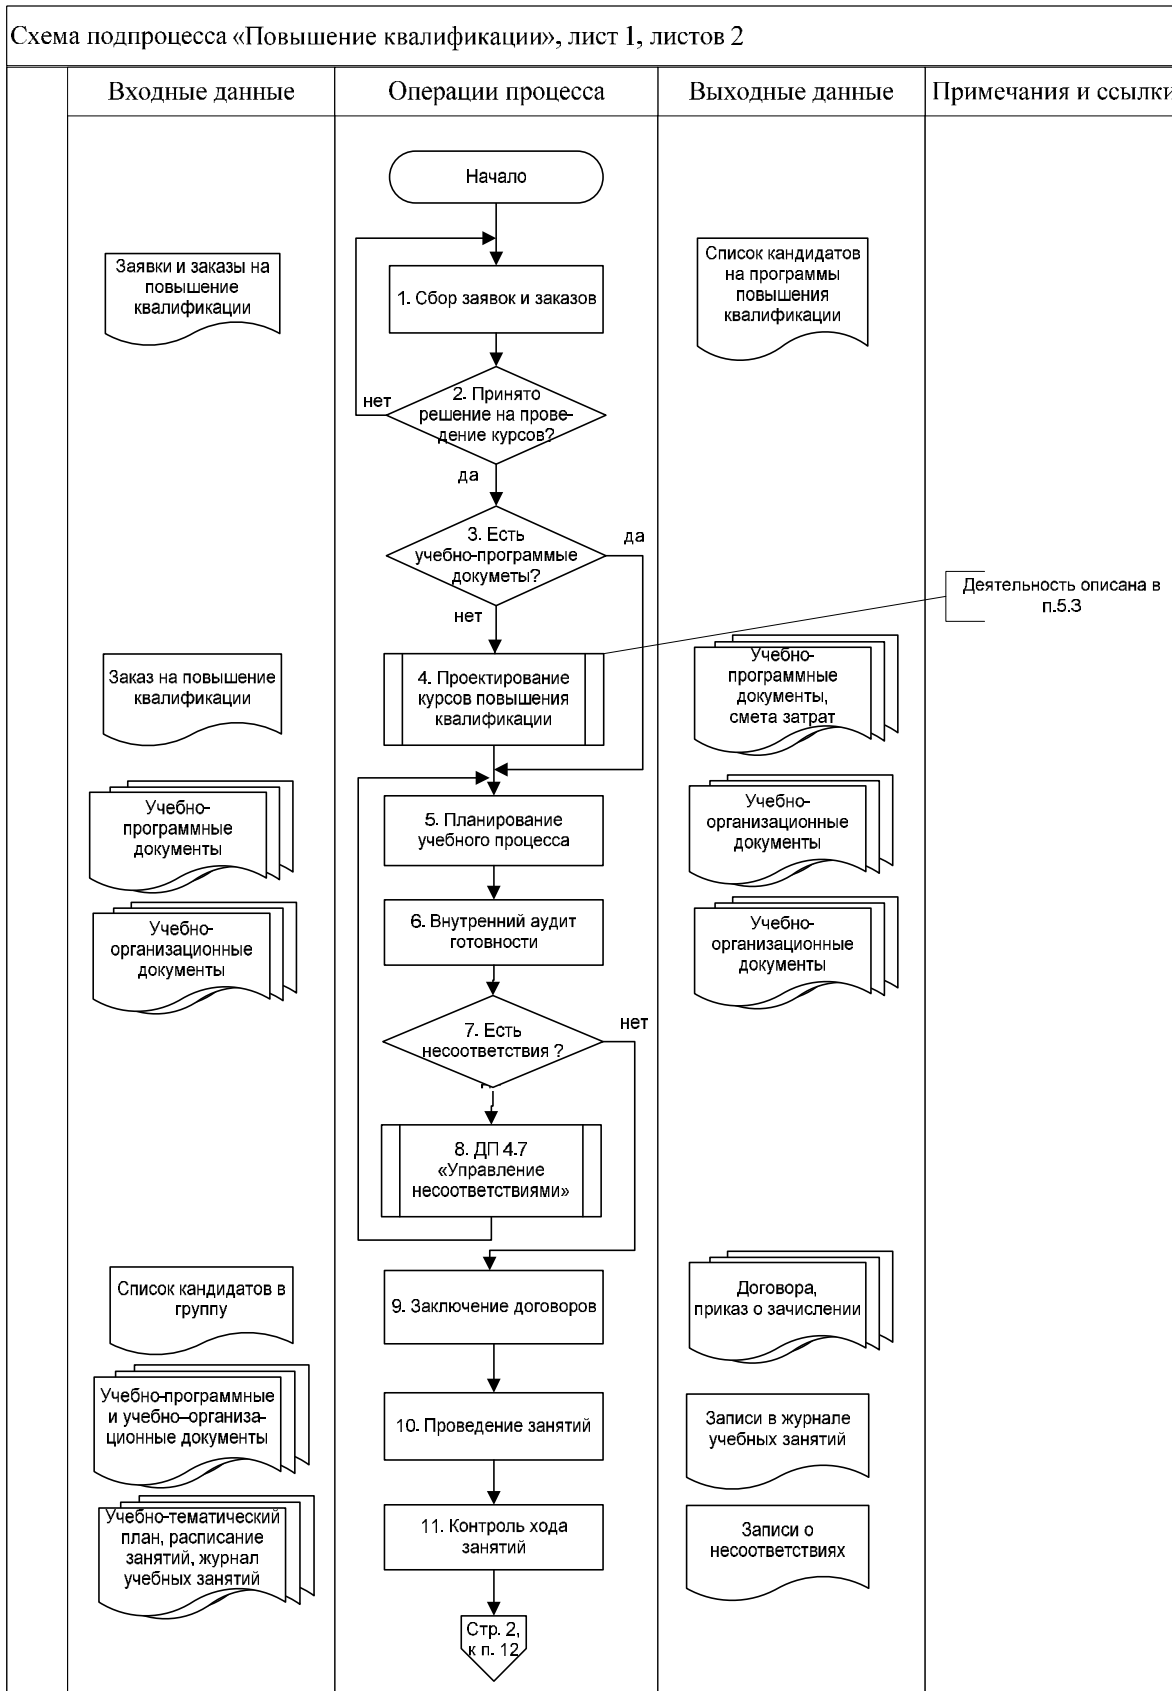 Схема подпроцесса «Повышение квалификации», лист 1, листов 2
Входные данные
Операции процесса
Выходные данные
Примечания и ссылки
Начало
Заявки и заказы на
повышение
квалификации
1. Сбор заявок и заказов
Список кандидатов
на программы
повышения
квалификации
2. Принято
решение на прове-
дение курсов?
нет
да
3. Есть
учебно-программые
докуметы?
да
нет
Деятельность описана в
п.5.3
Заказ на повышение
квалификации
4. Проектирование
курсов повышения
квалификации
Учебно-
программные
документы,
смета затрат
Учебно-
программные
документы
5. Планирование
учебного процесса
Учебно-
организационные
документы
Учебно-
организационные
документы
6. Внутренний аудит
готовности
Учебно-
организационные
документы
7. Есть
несоответствия ?
нет
8. ДП 4.7
«Управление
несоответствиями»
Список кандидатов в
группу
9. Заключение договоров
Договора,
приказ о зачислении
Учебно-программные
и учебно–организа-
ционные документы
10. Проведение занятий
Записи в журнале
учебных занятий
Учебно-тематический
план, расписание
занятий, журнал
учебных занятий
11. Контроль хода
занятий
Записи о
несоответствиях
Стр. 2,
к п. 12